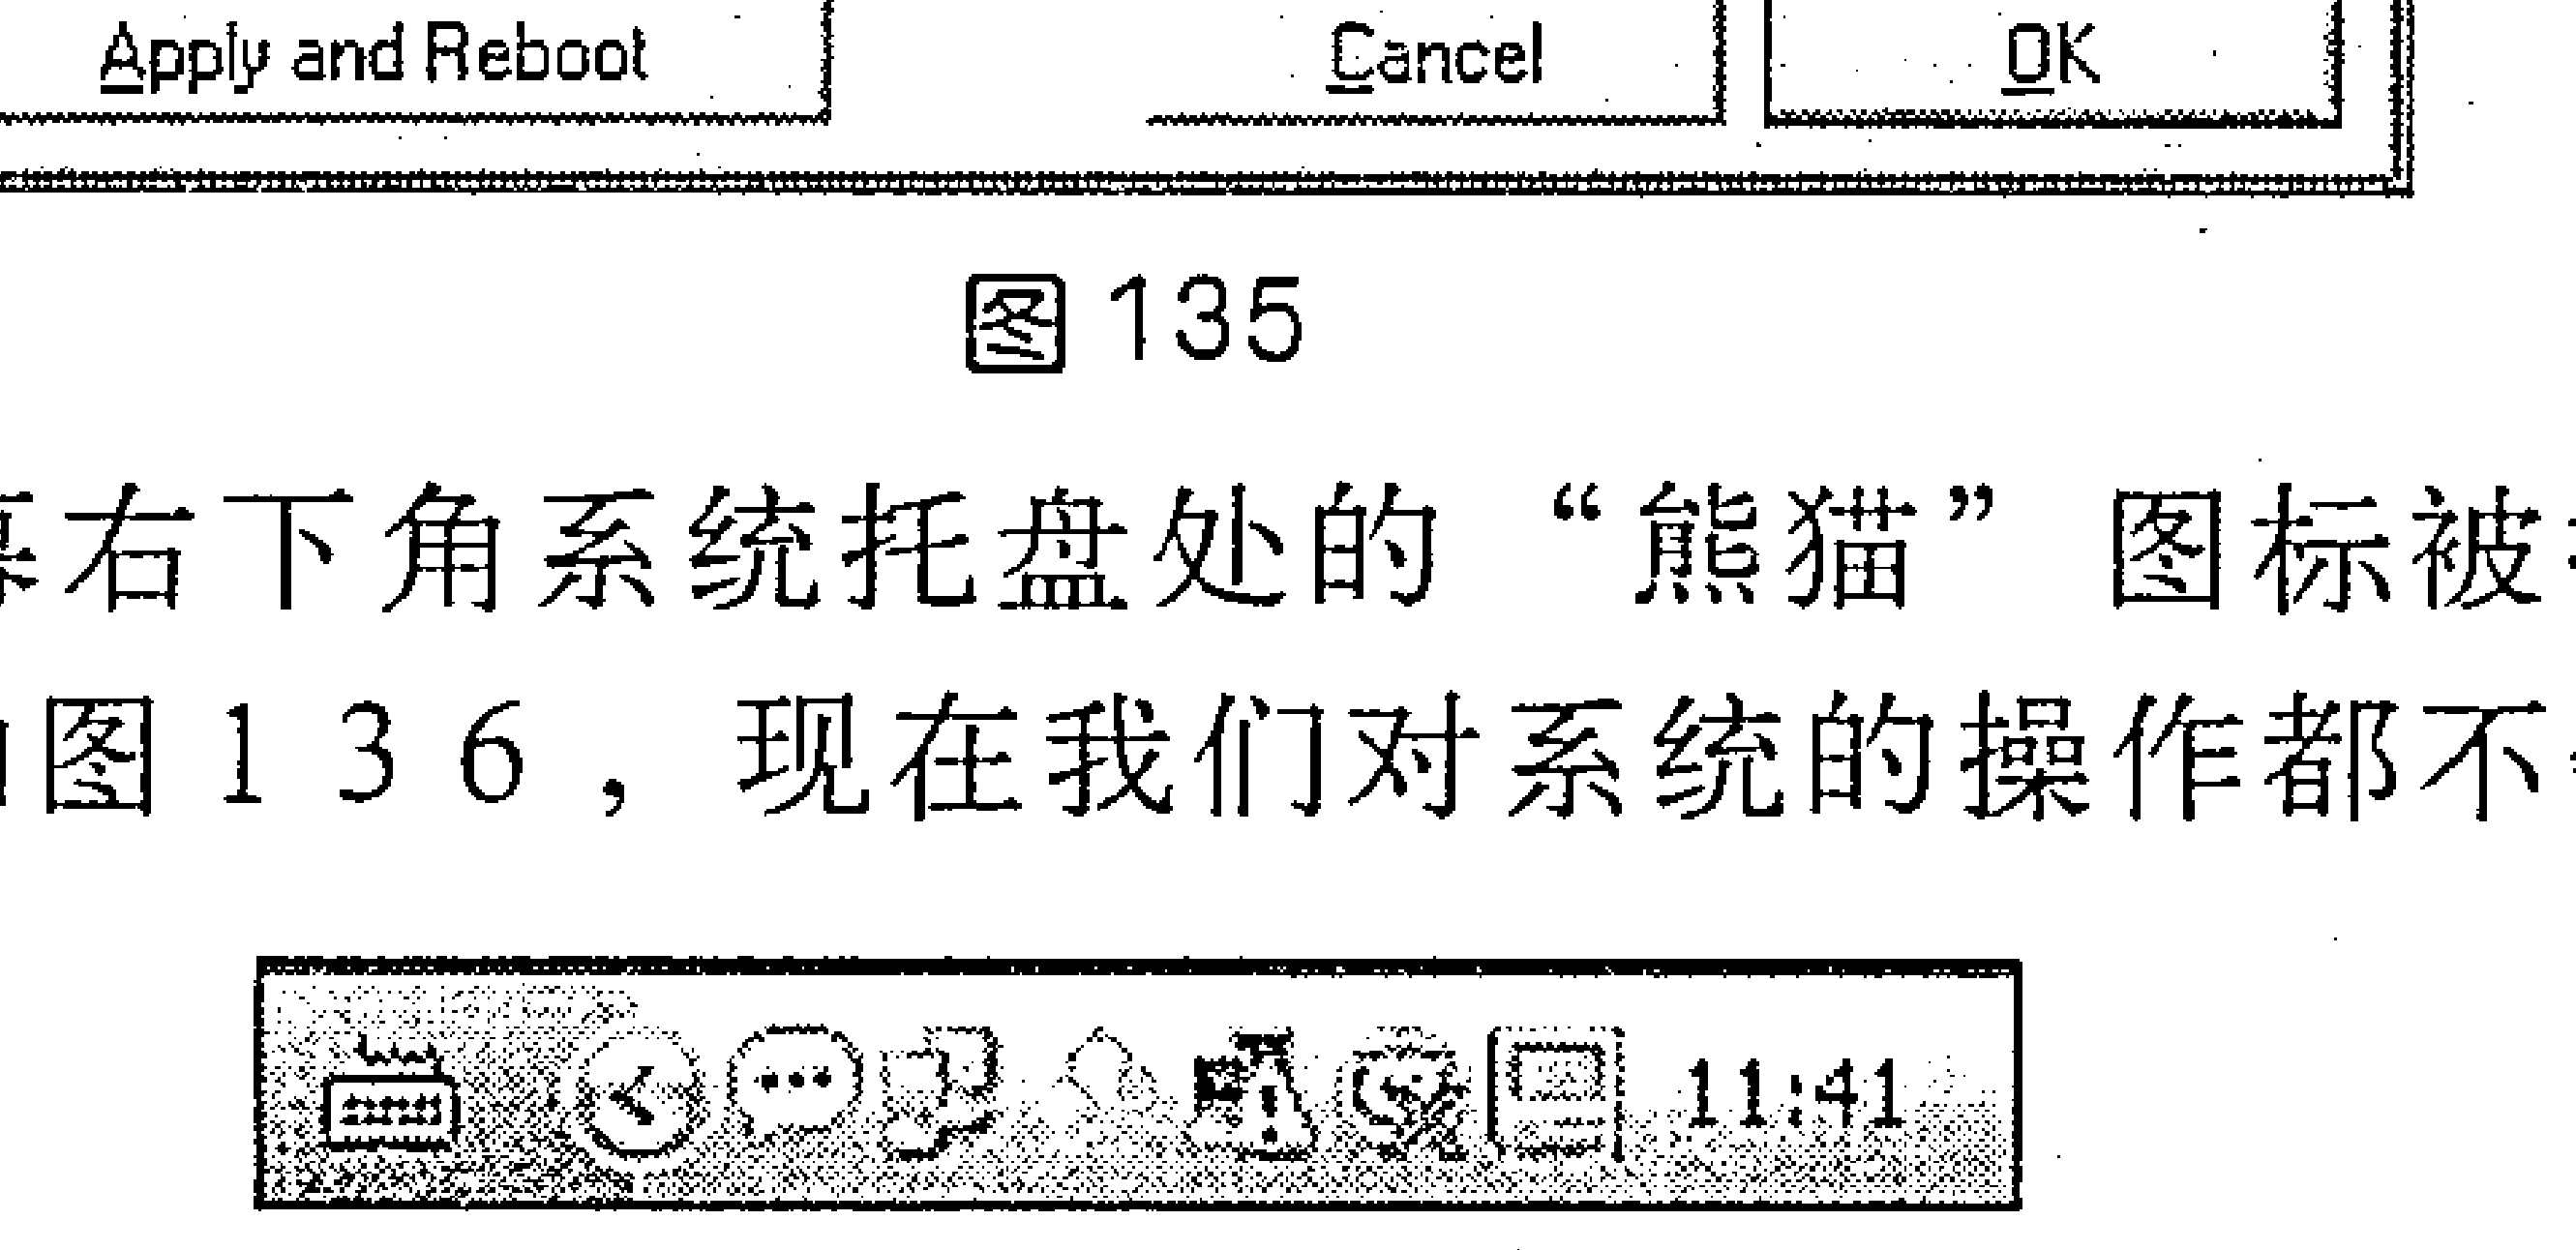 Apply and Reboot Cancel OK
图135
幕右下角系统托盘处的“熊猫”图标被
图136，现在我们对系统的操作都不
11:41